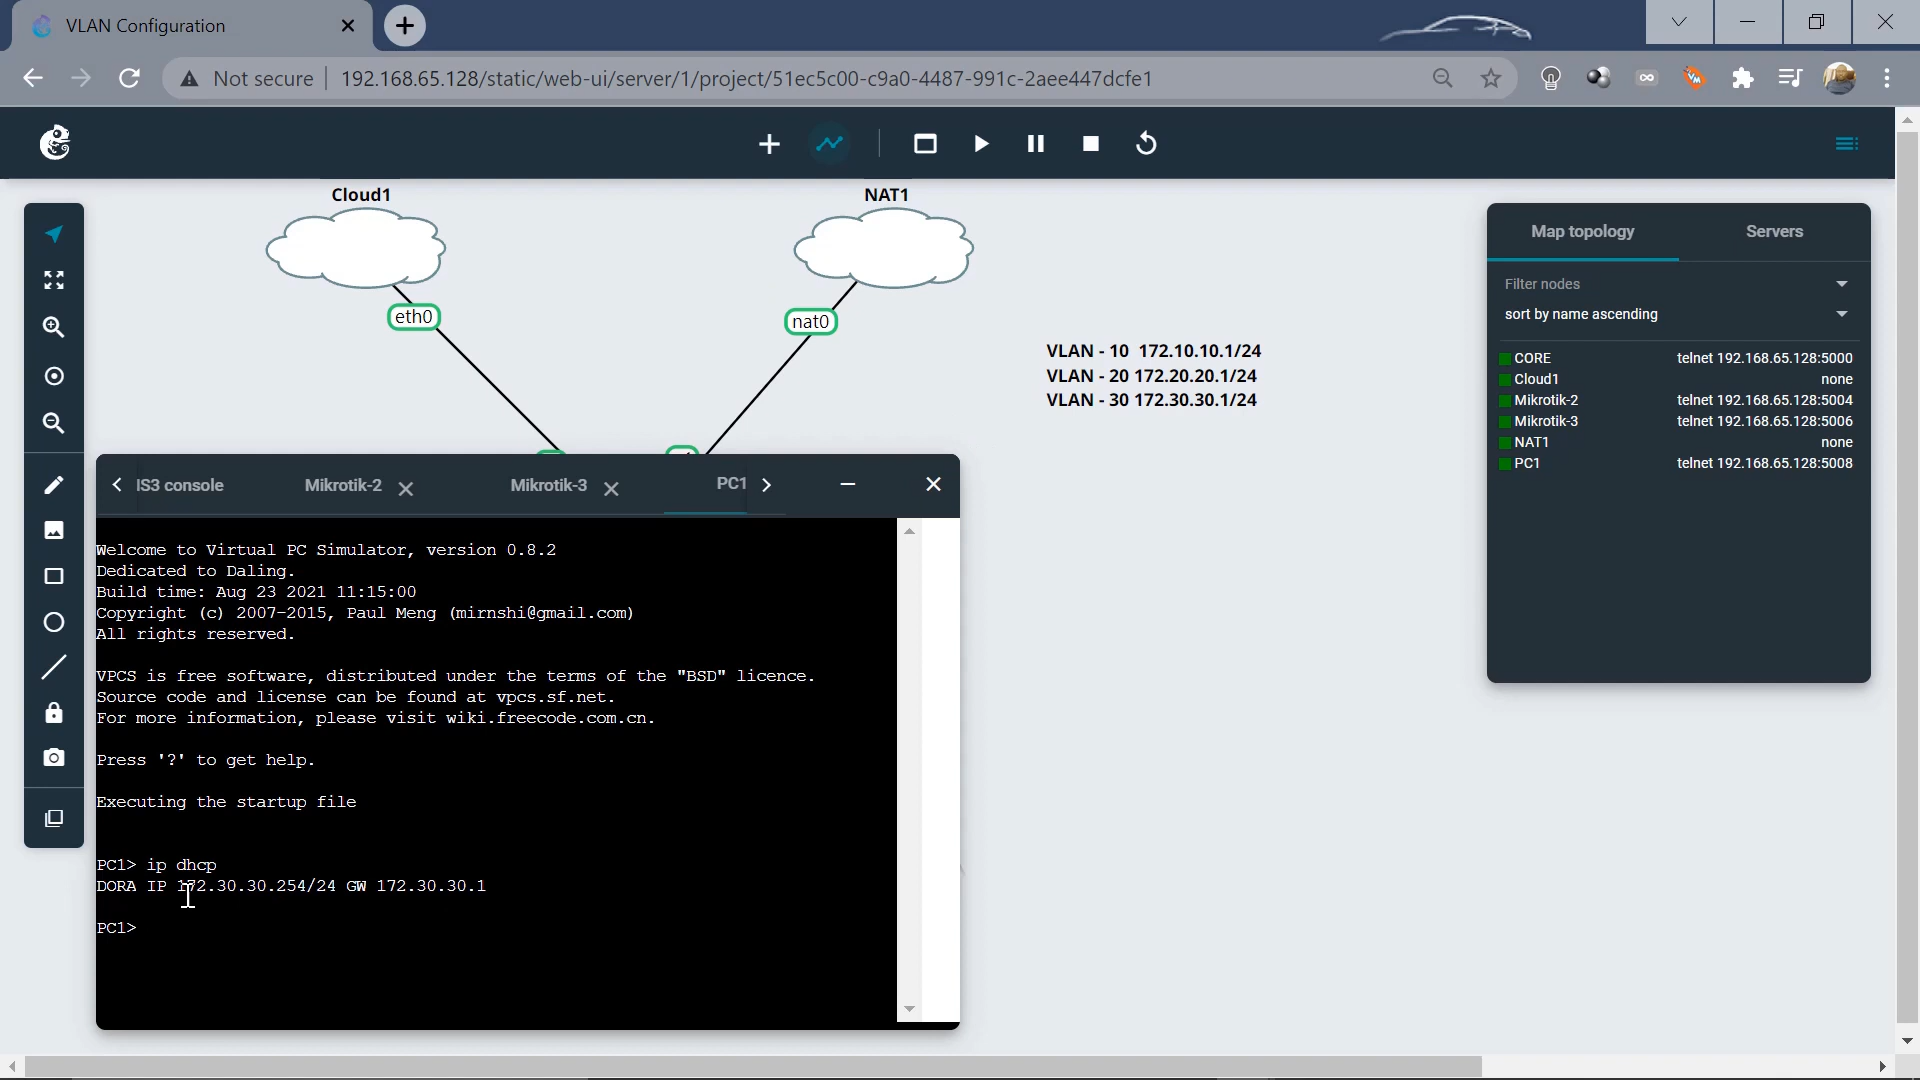 VLAN Configuration
Not secure
192.168.65.128/static/web-ui/server/1/project/51ec5c00-c9a0-4487-991c-2aee447dcfe1
Cloud1
NAT1
eth0
nat0
VLAN - 10 172.10.10.1/24
VLAN - 20 172.20.20.1/24
VLAN - 30 172.30.30.1/24
Map topology
Servers
Filter nodes
sort by name ascending
CORE telnet 192.168.65.128:5000
Cloud1 none
Mikrotik-2 telnet 192.168.65.128:5004
Mikrotik-3 telnet 192.168.65.128:5006
NAT1 none
PC1 telnet 192.168.65.128:5008
IS3 console
Mikrotik-2
Mikrotik-3
PC1
Welcome to Virtual PC Simulator, version 0.8.2
Dedicated to Daling.
Build time: Aug 23 2021 11:15:00
Copyright (c) 2007-2015, Paul Meng (mirnshi@gmail.com)
All rights reserved.
VPCS is free software, distributed under the terms of the "BSD" licence.
Source code and license can be found at vpcs.sf.net.
For more information, please visit wiki.freecode.com.cn.
Press '?' to get help.
Executing the startup file
PC1> ip dhcp
DORA IP 172.30.30.254/24 GW 172.30.30.1
PC1>